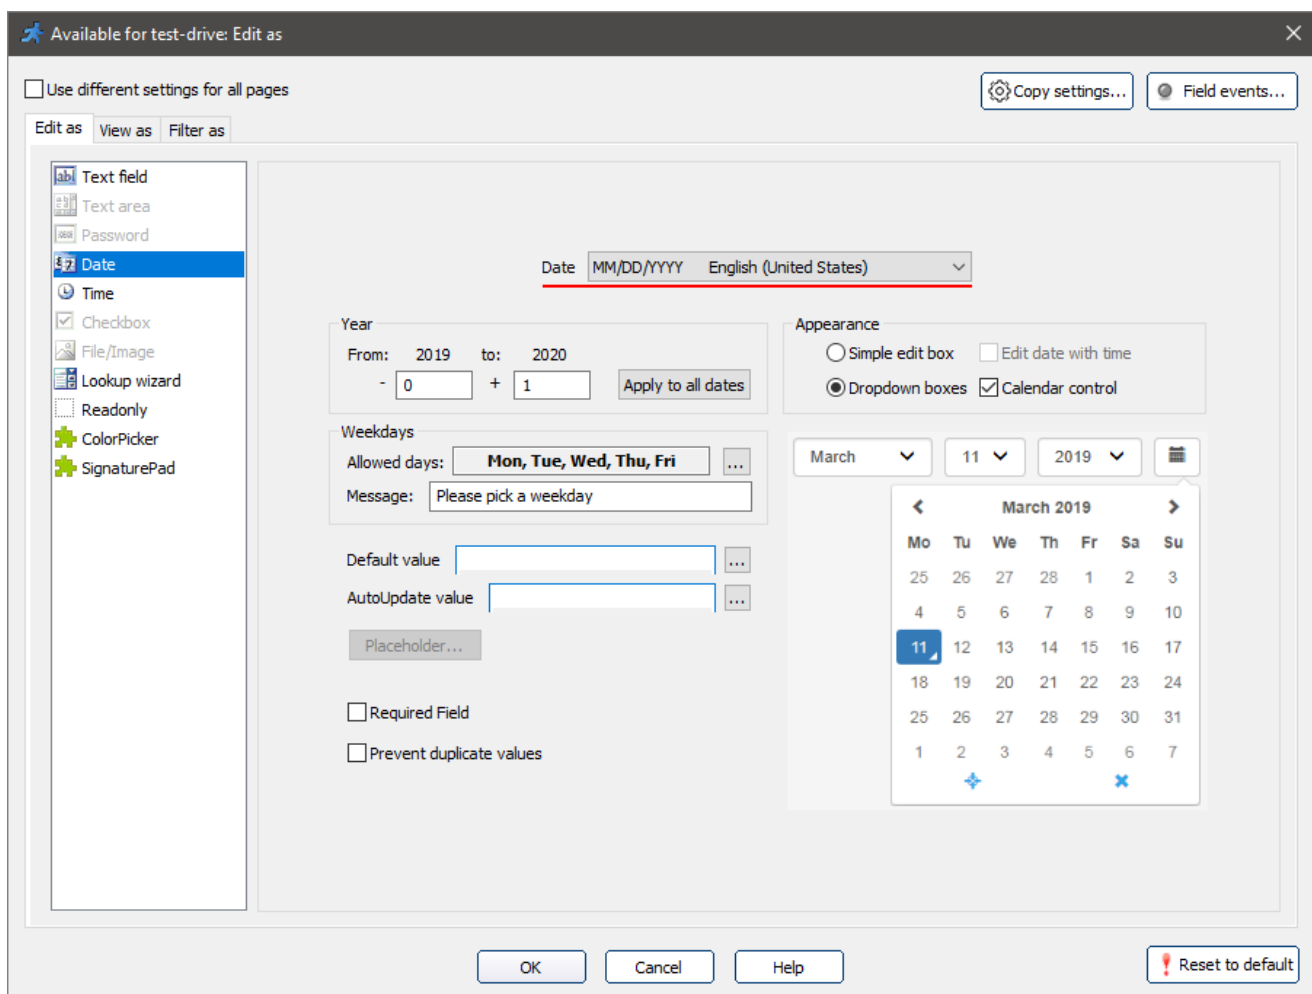 Available for test-drive: Edit as
Use different settings for all pages
Copy settings...
Field events...
Edit as View as Filter as
Text field
Text area
Password
Date
Time
Checkbox
File/Image
Lookup wizard
Readonly
ColorPicker
SignaturePad
Date MM/DD/YYYY English (United States)
Year
From: 2019 to: 2020
- 0 + 1 Apply to all dates
Appearance
Simple edit box Edit date with time
Dropdown boxes Calendar control
Weekdays
Allowed days: Mon, Tue, Wed, Thu, Fri ...
Message: Please pick a weekday
Default value ...
AutoUpdate value ...
Placeholder...
Required Field
Prevent duplicate values
March 11 2019
March 2019
Mo Tu We Th Fr Sa Su
25 26 27 28 1 2 3
4 5 6 7 8 9 10
11 12 13 14 15 16 17
18 19 20 21 22 23 24
25 26 27 28 29 30 31
1 2 3 4 5 6 7
OK Cancel Help
Reset to default